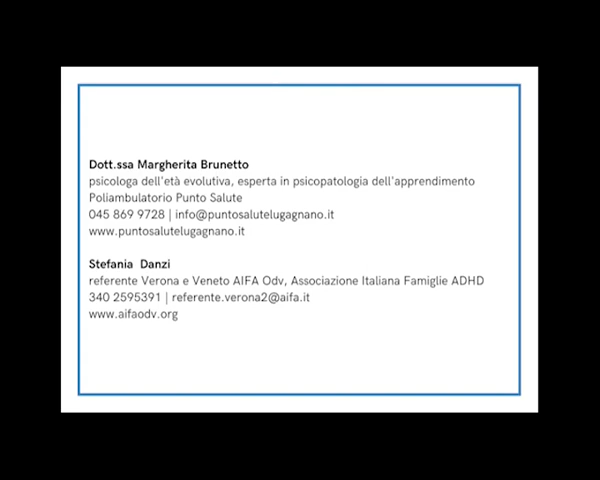 Dott.ssa Margherita Brunetto
psicologa dell'età evolutiva, esperta in psicopatologia dell'apprendimento
Poliambulatorio Punto Salute
045 869 9728 | info@puntosalutelugagnano.it
www.puntosalutelugagnano.it
Stefania Danzi
referente Verona e Veneto AIFA Odv, Associazione Italiana Famiglie ADHD
340 2595391 | referente.verona2@aifa.it
www.aifaodv.org